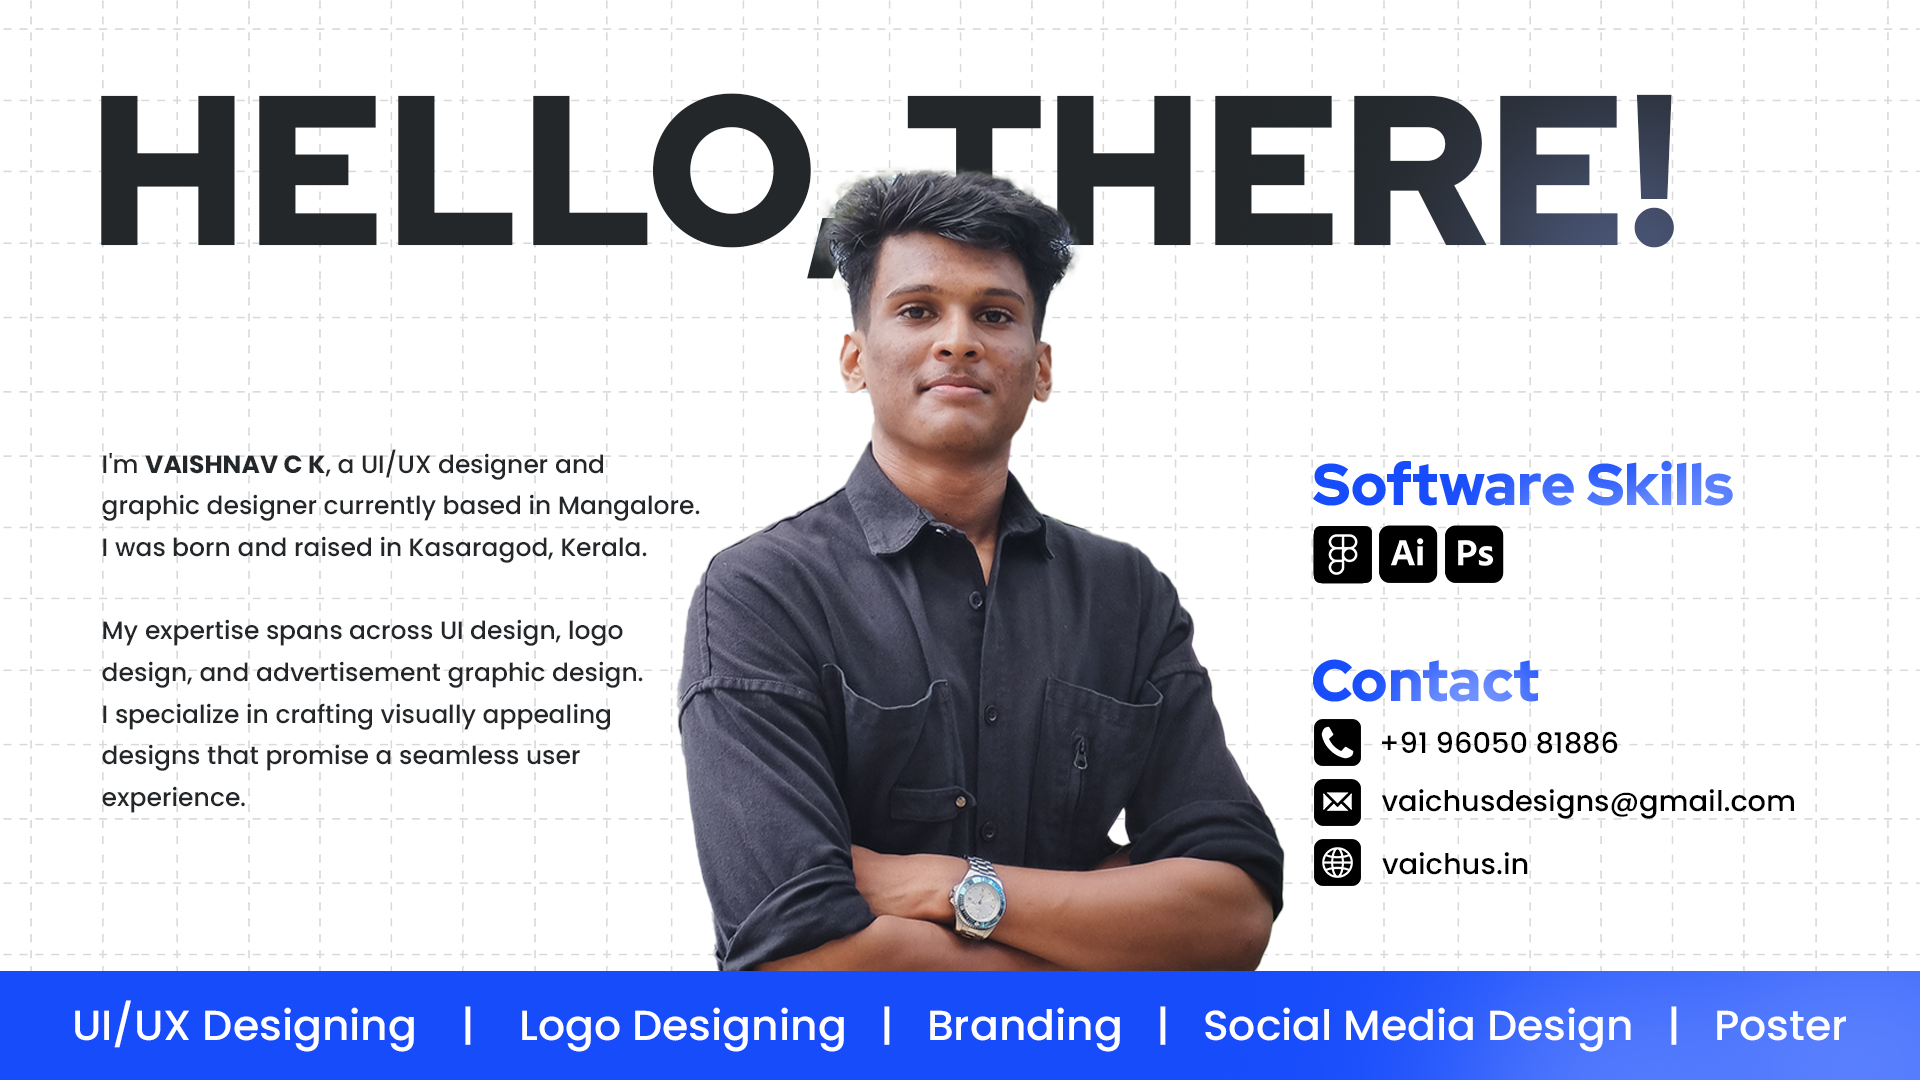 HELLO, THERE!
I'm VAISHNAV C K, a UI/UX designer and
graphic designer currently based in Mangalore.
I was born and raised in Kasaragod, Kerala.
My expertise spans across UI design, logo
design, and advertisement graphic design.
I specialize in crafting visually appealing
designs that promise a seamless user
experience.
Software Skills
Ai Ps
Contact
+91 96050 81886
vaichusdesigns@gmail.com
vaichus.in
UI/UX Designing | Logo Designing | Branding | Social Media Design | Poster